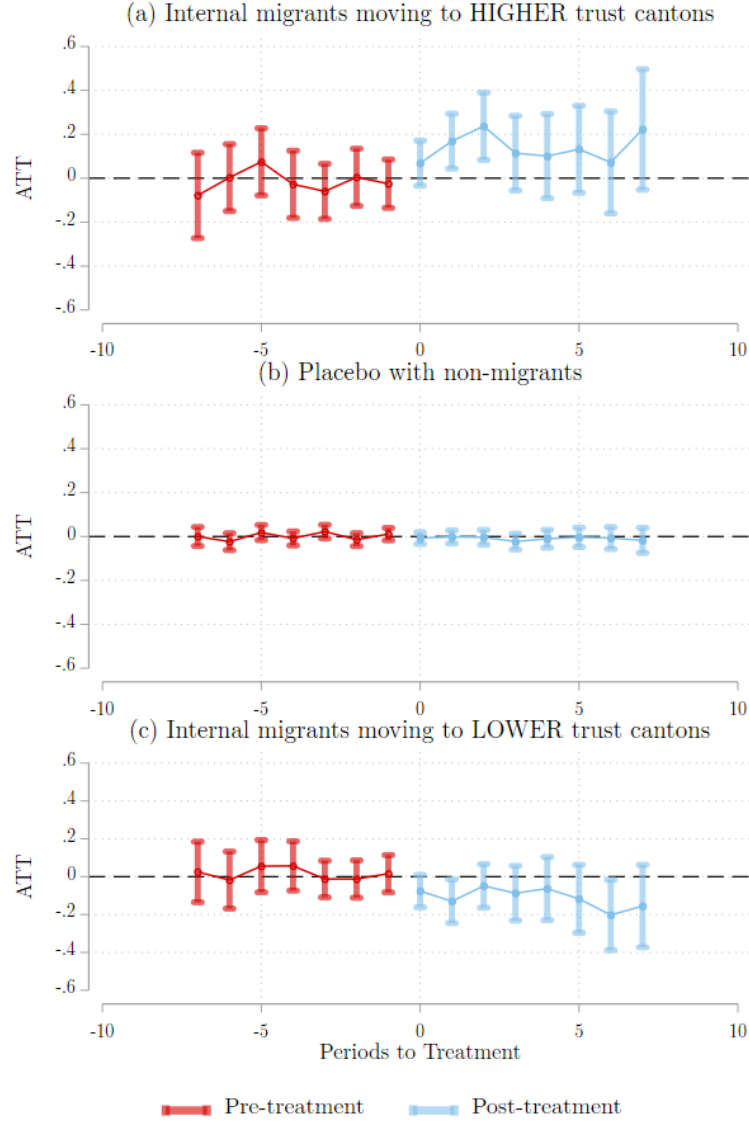 (a) Internal migrants moving to HIGHER trust cantons
.6
.4
.2
0
-.2
-.4
-.6
ATT
-10 -5 0 5 10
(b) Placebo with non-migrants
.6
.4
.2
0
-.2
-.4
-.6
ATT
-10 -5 0 5 10
(c) Internal migrants moving to LOWER trust cantons
.6
.4
.2
0
-.2
-.4
-.6
ATT
-10 -5 0 5 10
Periods to Treatment
Pre-treatment Post-treatment